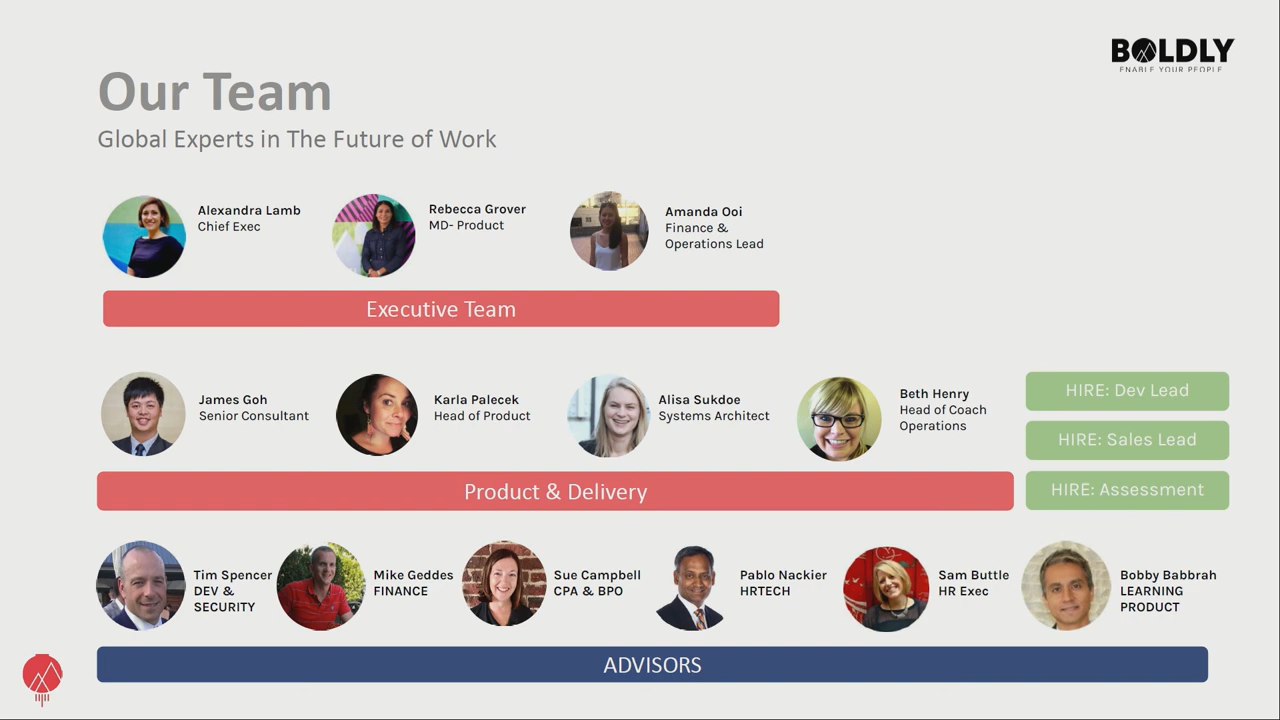 BOLDLY
ENABLE YOUR PEOPLE
Our Team
Global Experts in The Future of Work
Alexandra Lamb
Chief Exec
Rebecca Grover
MD- Product
Amanda Ooi
Finance &
Operations Lead
Executive Team
James Goh
Senior Consultant
Karla Palecek
Head of Product
Alisa Sukdoe
Systems Architect
Beth Henry
Head of Coach
Operations
HIRE: Dev Lead
HIRE: Sales Lead
HIRE: Assessment
Product & Delivery
Tim Spencer
DEV &
SECURITY
Mike Geddes
FINANCE
Sue Campbell
CPA & BPO
Pablo Nackier
HRTECH
Sam Buttle
HR Exec
Bobby Babbrah
LEARNING
PRODUCT
ADVISORS